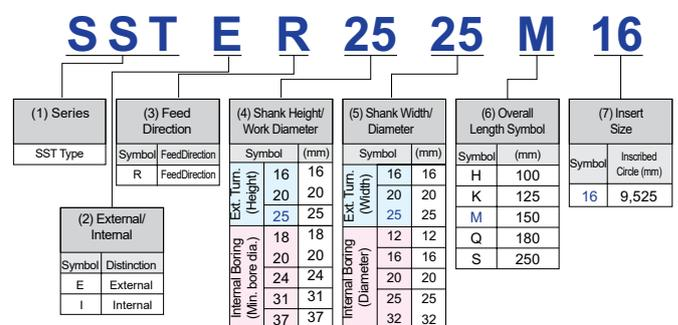 SST E R 25 25 M 16
(1) Series
SST Type
(2) External/
Internal
Symbol Distinction
E External
I Internal
(3) Feed
Direction
Symbol FeedDirection
R FeedDirection
(4) Shank Height/
Work Diameter
Symbol (mm)
Ext. Turn.
(Height)
16 16
20 20
25 25
Internal Boring
(Min. bore dia.)
18 18
20 20
24 24
31 31
37 37
(5) Shank Width/
Diameter
Symbol (mm)
Ext. Turn.
(Width)
16 16
20 20
25 25
Internal Boring
(Diameter)
12 12
16 16
20 20
25 25
32 32
(6) Overall
Length Symbol
Symbol (mm)
H 100
K 125
M 150
Q 180
S 250
(7) Insert
Size
Symbol Inscribed
Circle (mm)
16 9,525